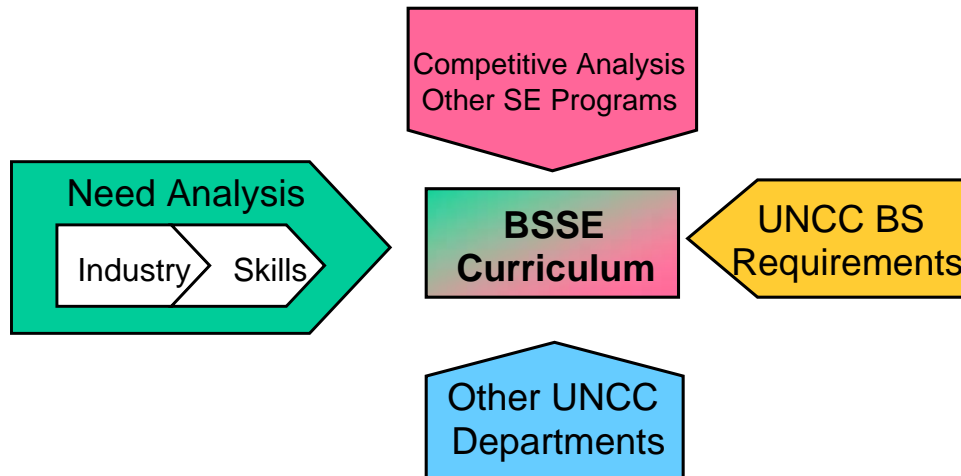 Competitive Analysis
Other SE Programs
Need Analysis
Industry
Skills
BSSE
Curriculum
UNCC BS
Requirements
Other UNCC
Departments